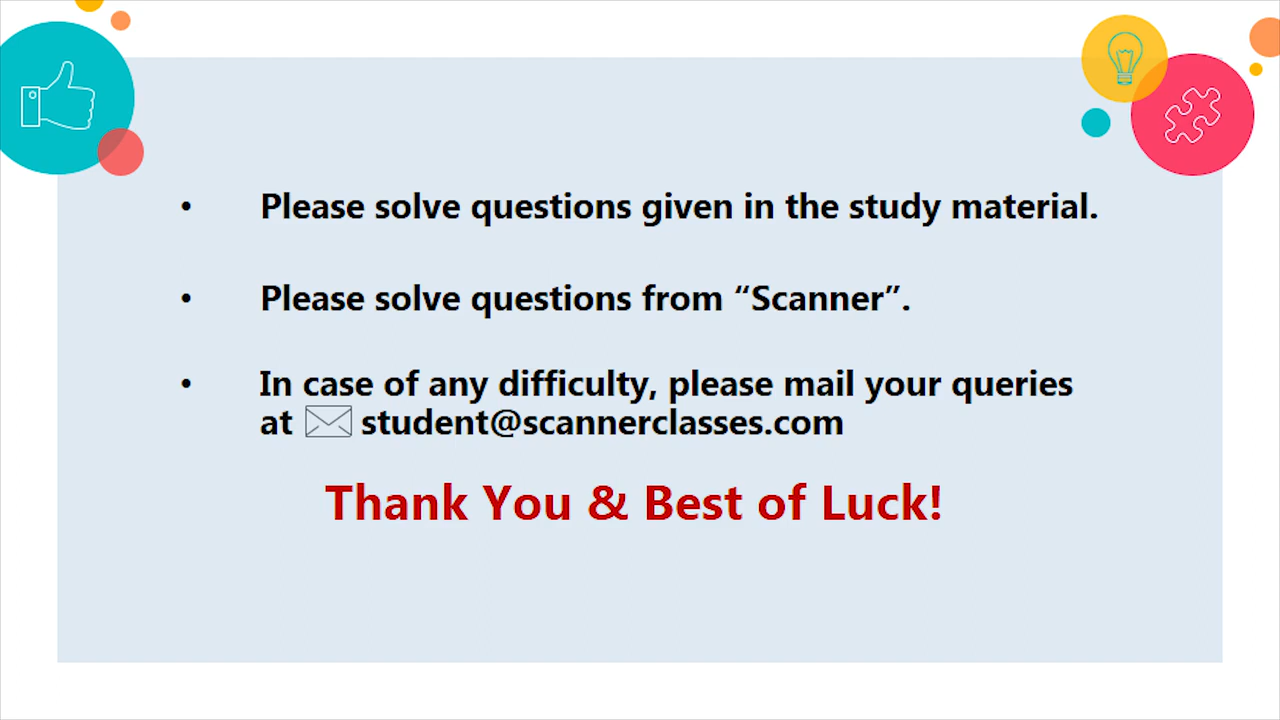 • Please solve questions given in the study material.
• Please solve questions from “Scanner”.
• In case of any difficulty, please mail your queries
at student@scannerclasses.com
Thank You & Best of Luck!